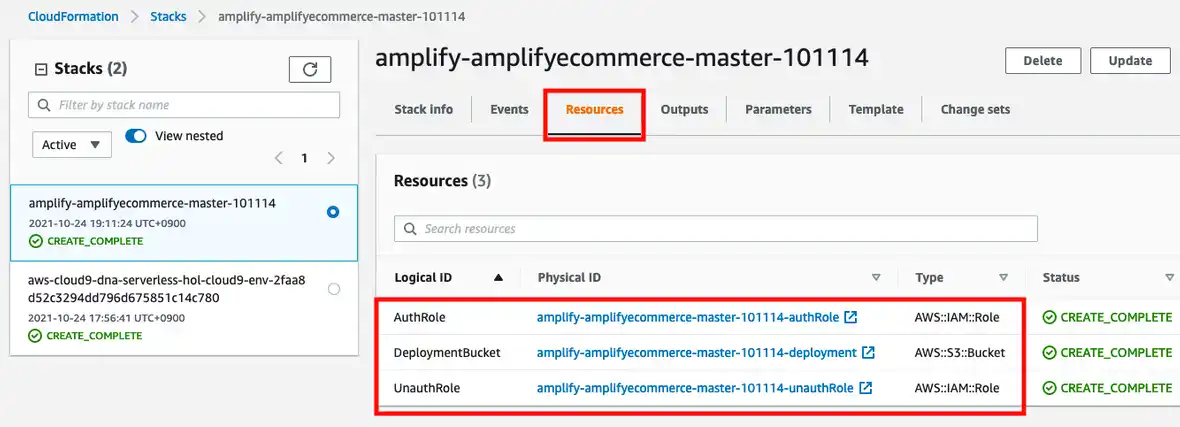 CloudFormation > Stacks > amplify-amplifyecommerce-master-101114
Stacks (2)
Filter by stack name
Active
View nested
1
amplify-amplifyecommerce-master-101114
2021-10-24 19:11:24 UTC+0900
CREATE_COMPLETE
aws-cloud9-dna-serverless-hol-cloud9-env-2faa8
d52c3294dd796d675851c14c780
2021-10-24 17:56:41 UTC+0900
CREATE_COMPLETE
amplify-amplifyecommerce-master-101114
Delete
Update
Stack info
Events
Resources
Outputs
Parameters
Template
Change sets
Resources (3)
Search resources
Logical ID Physical ID Type Status
AuthRole amplify-amplifyecommerce-master-101114-authRole AWS::IAM::Role CREATE_COMPLETE
DeploymentBucket amplify-amplifyecommerce-master-101114-deployment AWS::S3::Bucket CREATE_COMPLETE
UnauthRole amplify-amplifyecommerce-master-101114-unauthRole AWS::IAM::Role CREATE_COMPLETE